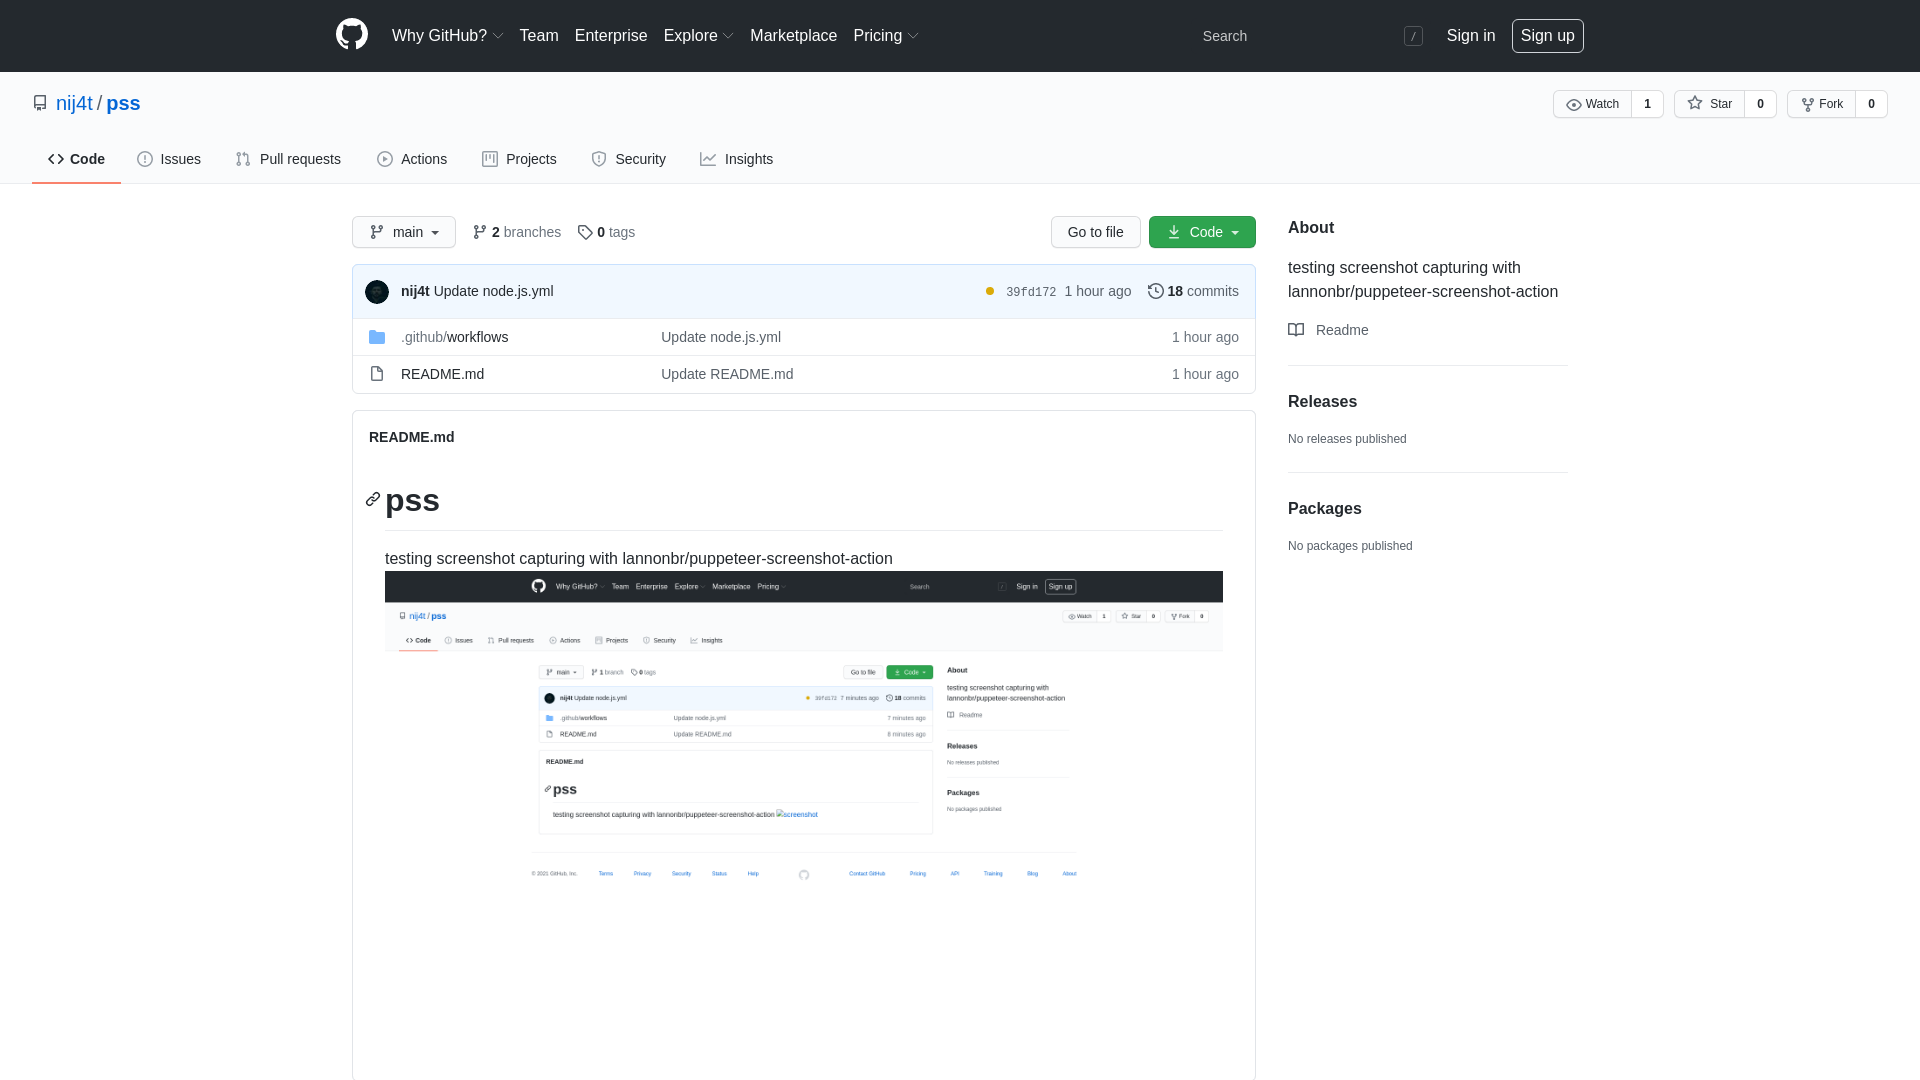 Why GitHub? Team Enterprise Explore Marketplace Pricing Search / Sign in Sign up
nij4t / pss Watch 1 Star 0 Fork 0
Code Issues Pull requests Actions Projects Security Insights
main 2 branches 0 tags Go to file Code
nij4t Update node.js.yml 39fd172 1 hour ago 18 commits
.github/workflows Update node.js.yml 1 hour ago
README.md Update README.md 1 hour ago
README.md
pss
testing screenshot capturing with lannonbr/puppeteer-screenshot-action
Why GitHub? Team Enterprise Explore Marketplace Pricing Search / Sign in Sign up
nij4t / pss Watch 1 Star 0 Fork 0
Code Issues Pull requests Actions Projects Security Insights
main 1 branch 0 tags Go to file Code
nij4t Update node.js.yml 39fd172 7 minutes ago 18 commits
.github/workflows Update node.js.yml 7 minutes ago
README.md Update README.md 8 minutes ago
README.md
pss
testing screenshot capturing with lannonbr/puppeteer-screenshot-action screenshot
About
testing screenshot capturing with
lannonbr/puppeteer-screenshot-action
Readme
Releases
No releases published
Packages
No packages published
© 2021 GitHub, Inc. Terms Privacy Security Status Help Contact GitHub Pricing API Training Blog About
About
testing screenshot capturing with
lannonbr/puppeteer-screenshot-action
Readme
Releases
No releases published
Packages
No packages published